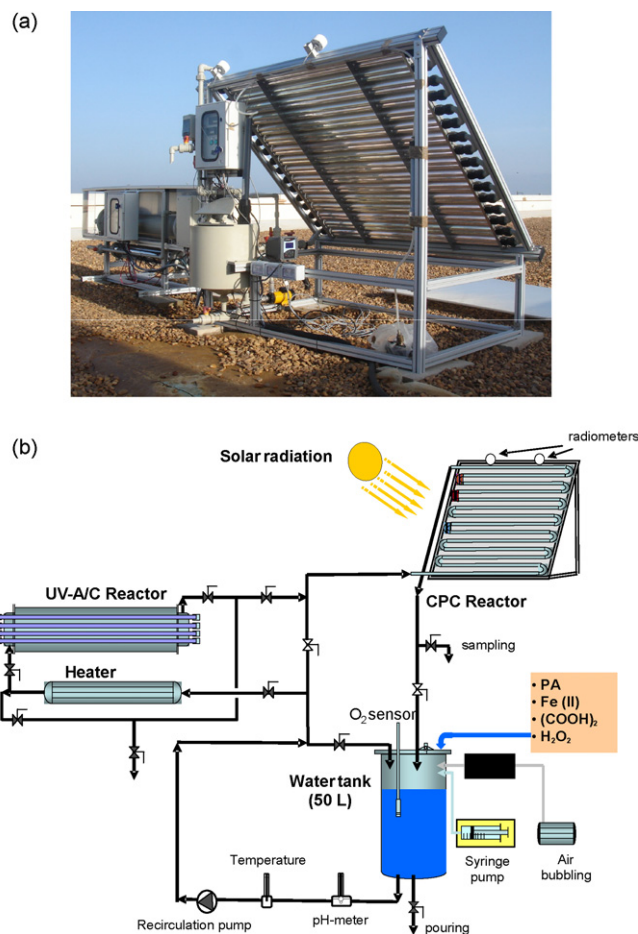 (a)
(b)
radiometers
Solar radiation
UV-A/C Reactor
CPC Reactor
sampling
Heater
• PA
• Fe (II)
• (COOH)₂
• H₂O₂
O₂sensor
Water tank
(50 L)
Temperature
Syringe
pump
Air
bubbling
Recirculation pump
pH-meter
pouring